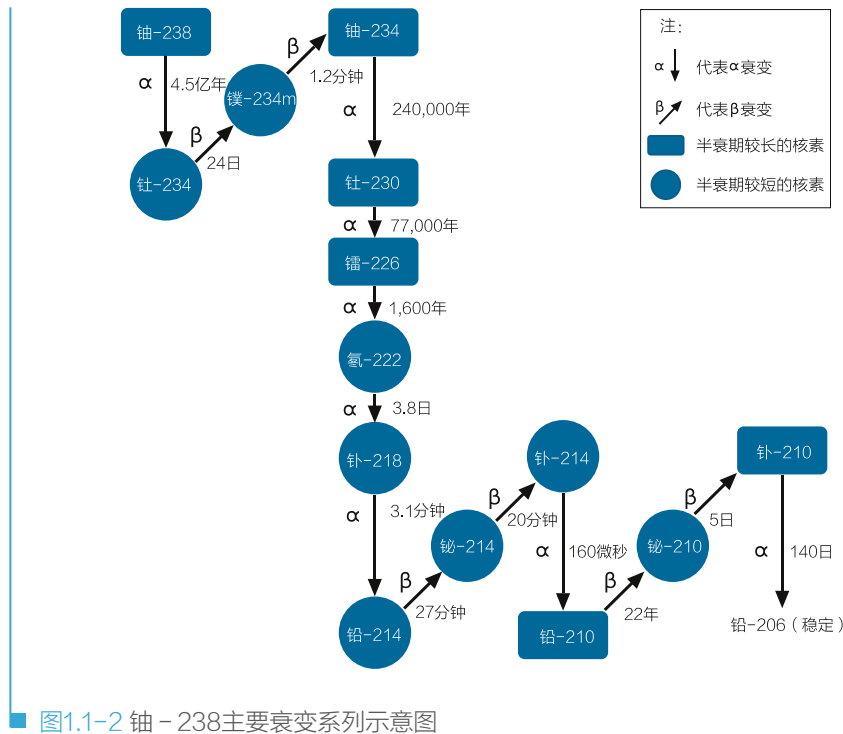 铀-238
α
4.5亿年
钍-234
β
24日
镤-234m
β
1.2分钟
铀-234
α
240,000年
钍-230
α
77,000年
镭-226
α
1,600年
氡-222
α
3.8日
钋-218
α
3.1分钟
铅-214
β
27分钟
铋-214
β
20分钟
钋-214
α
160微秒
铅-210
β
22年
铋-210
β
5日
钋-210
α
140日
铅-206（稳定）
注：
α 代表α衰变
β 代表β衰变
半衰期较长的核素
半衰期较短的核素
图1.1-2 铀-238主要衰变系列示意图